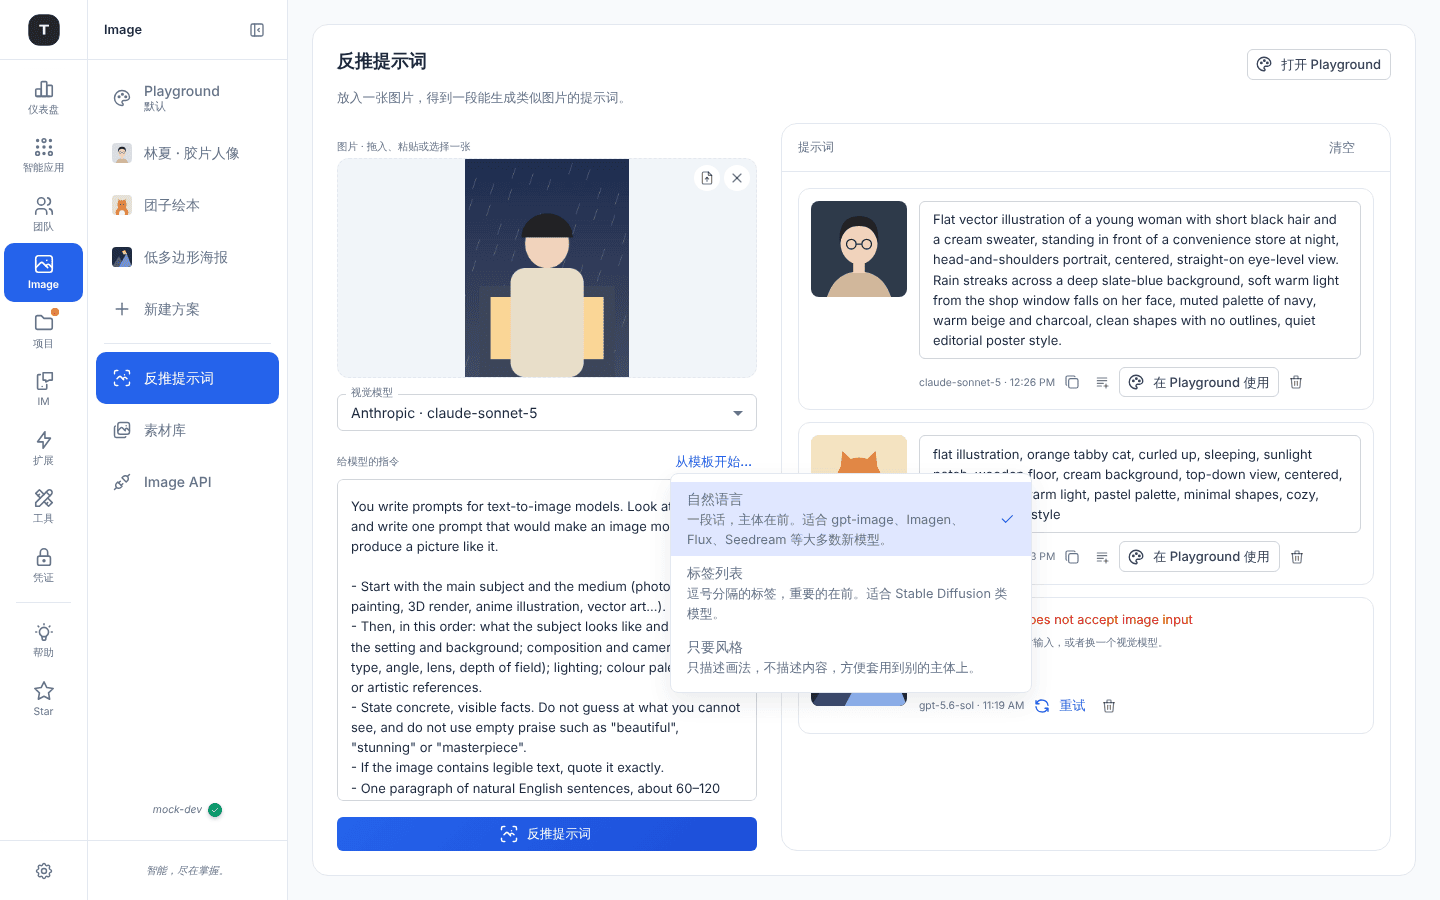 T
Image
仪表盘
智能应用
团队
Image
项目
IM
扩展
工具
凭证
帮助
Star
Playground
默认
林夏 · 胶片人像
团子绘本
低多边形海报
新建方案
反推提示词
素材库
Image API
mock-dev
智能，尽在掌握。
反推提示词
打开 Playground
放入一张图片，得到一段能生成类似图片的提示词。
图片 · 拖入、粘贴或选择一张
视觉模型
Anthropic · claude-sonnet-5
给模型的指令
从模板开始...
You write prompts for text-to-image models. Look at
and write one prompt that would make an image mo
produce a picture like it.
- Start with the main subject and the medium (photo
painting, 3D render, anime illustration, vector art...).
- Then, in this order: what the subject looks like and
the setting and background; composition and camer
type, angle, lens, depth of field); lighting; colour pale
or artistic references.
- State concrete, visible facts. Do not guess at what you cannot
see, and do not use empty praise such as "beautiful",
"stunning" or "masterpiece".
- If the image contains legible text, quote it exactly.
- One paragraph of natural English sentences, about 60–120
反推提示词
自然语言
一段话，主体在前。适合 gpt-image、Imagen、
Flux、Seedream 等大多数新模型。
标签列表
逗号分隔的标签，重要的在前。适合 Stable Diffusion 类
模型。
只要风格
只描述画法，不描述内容，方便套用到别的主体上。
提示词
清空
Flat vector illustration of a young woman with short black hair and
a cream sweater, standing in front of a convenience store at night,
head-and-shoulders portrait, centered, straight-on eye-level view.
Rain streaks across a deep slate-blue background, soft warm light
from the shop window falls on her face, muted palette of navy,
warm beige and charcoal, clean shapes with no outlines, quiet
editorial poster style.
claude-sonnet-5 · 12:26 PM
在 Playground 使用
flat illustration, orange tabby cat, curled up, sleeping, sunlight
floor, cream background, top-down view, centered,
arm light, pastel palette, minimal shapes, cozy,
style
3 PM
在 Playground 使用
oes not accept image input
输入，或者换一个视觉模型。
gpt-5.6-sol · 11:19 AM
重试